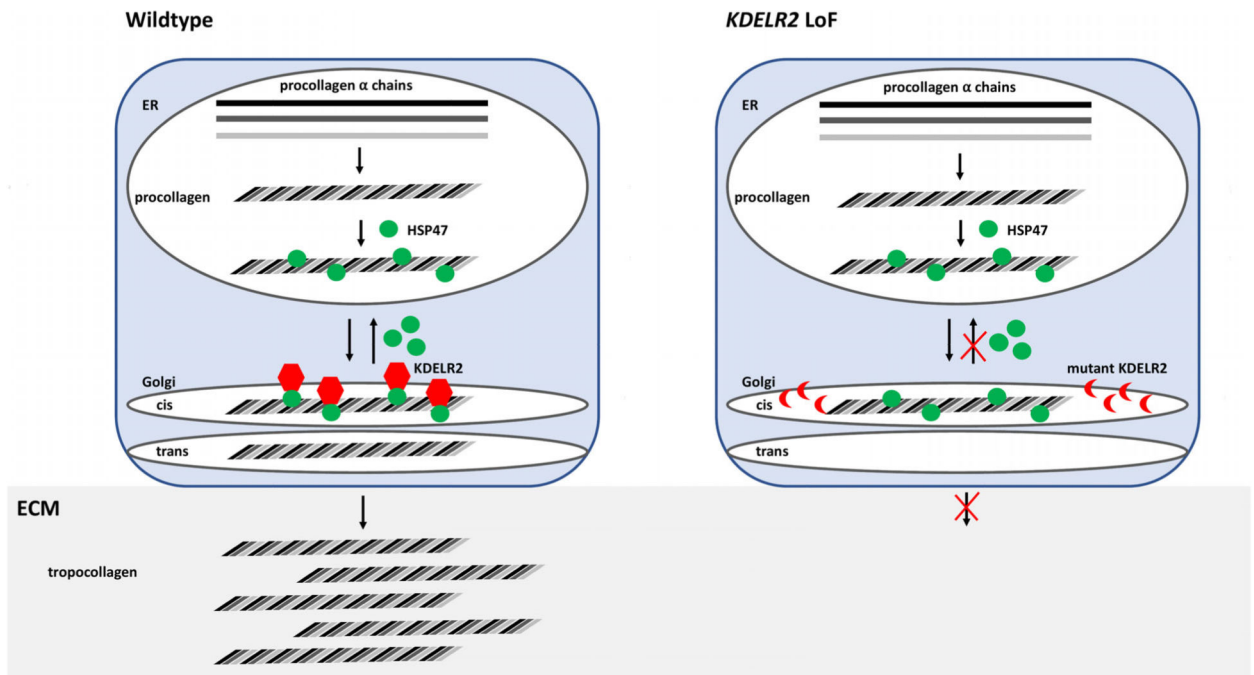 Wildtype
ER
procollagen α chains
procollagen
HSP47
KDELR2
Golgi
cis
trans
KDELR2 LoF
ER
procollagen α chains
procollagen
HSP47
mutant KDELR2
Golgi
cis
trans
ECM
tropocollagen